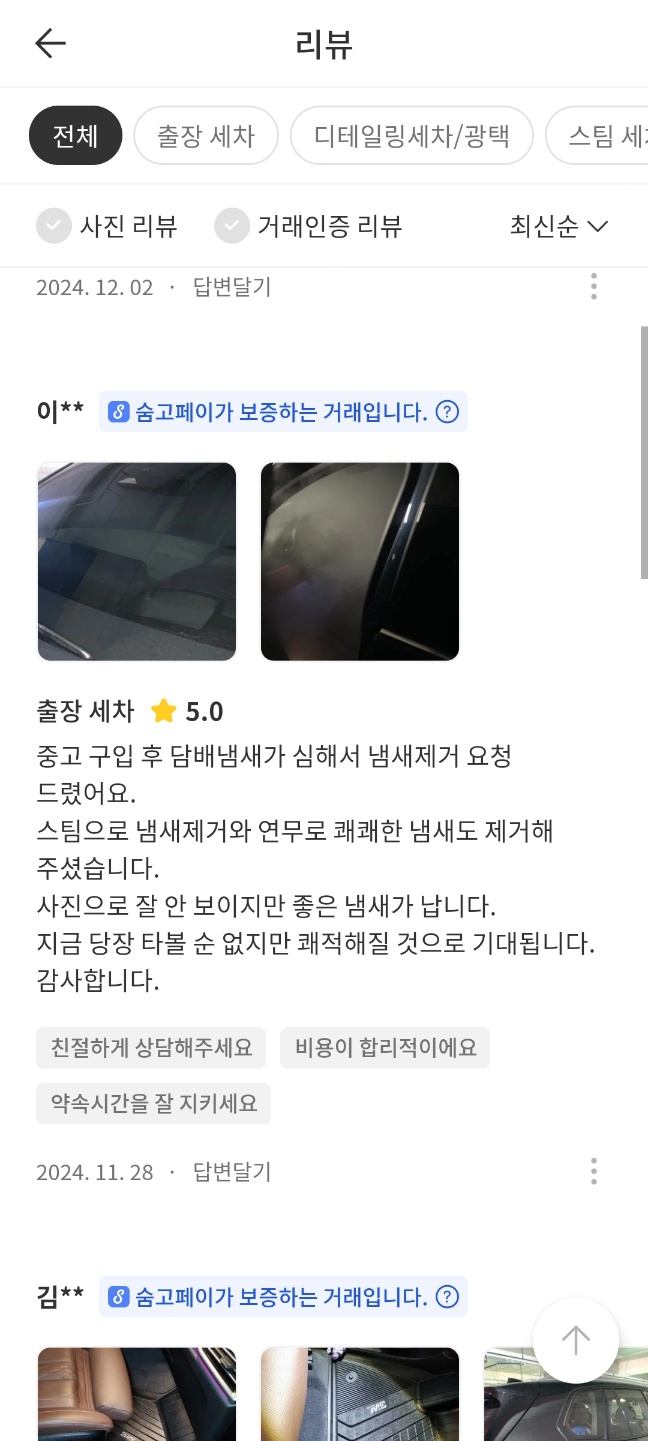 리뷰
전체 출장 세차 디테일링세차/광택 스팀 세
사진 리뷰 거래인증 리뷰 최신순
2024. 12. 02 · 답변달기
이** 숨고페이가 보증하는 거래입니다. ?
출장 세차 5.0
중고 구입 후 담배냄새가 심해서 냄새제거 요청
드렸어요.
스팀으로 냄새제거와 연무로 쾌쾌한 냄새도 제거해
주셨습니다.
사진으로 잘 안 보이지만 좋은 냄새가 납니다.
지금 당장 타볼 순 없지만 쾌적해질 것으로 기대됩니다.
감사합니다.
친절하게 상담해주세요 비용이 합리적이에요
약속시간을 잘 지키세요
2024. 11. 28 · 답변달기
김** 숨고페이가 보증하는 거래입니다. ?